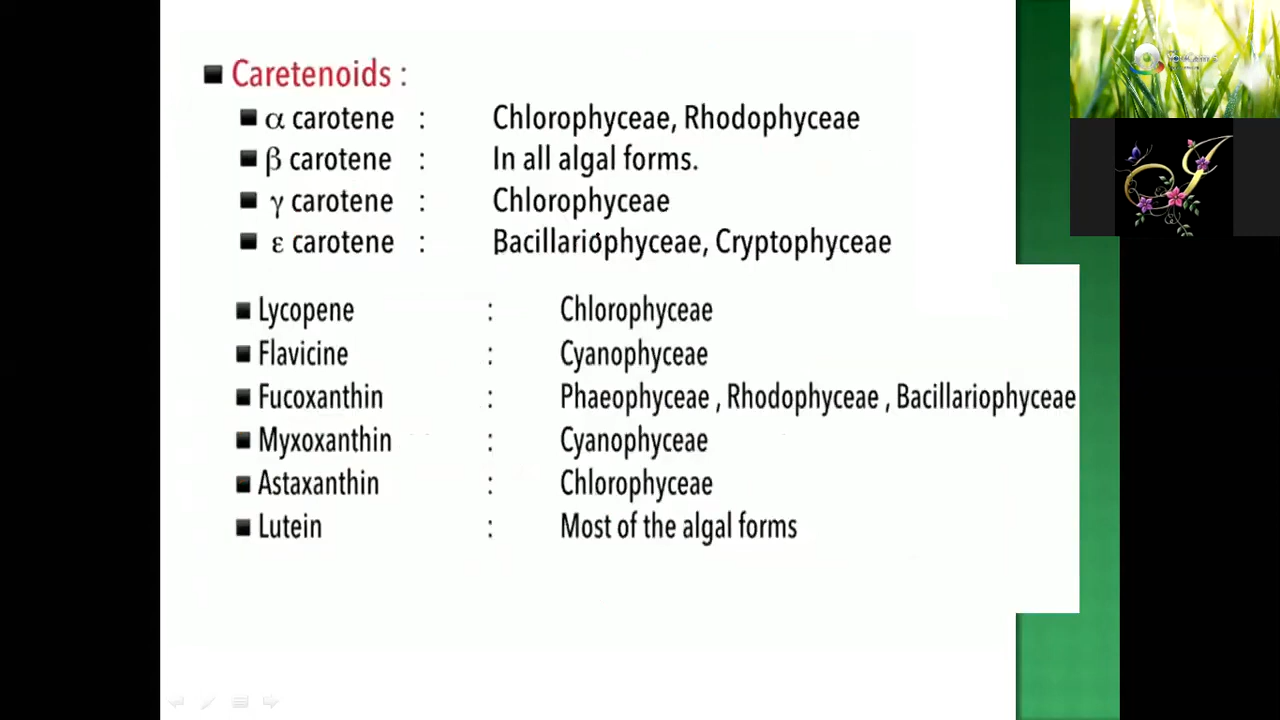 Caretenoids :
α carotene : Chlorophyceae, Rhodophyceae
β carotene : In all algal forms.
γ carotene : Chlorophyceae
ε carotene : Bacillariophyceae, Cryptophyceae
Lycopene : Chlorophyceae
Flavicine : Cyanophyceae
Fucoxanthin : Phaeophyceae , Rhodophyceae , Bacillariophyceae
Myxoxanthin : Cyanophyceae
Astaxanthin : Chlorophyceae
Lutein : Most of the algal forms